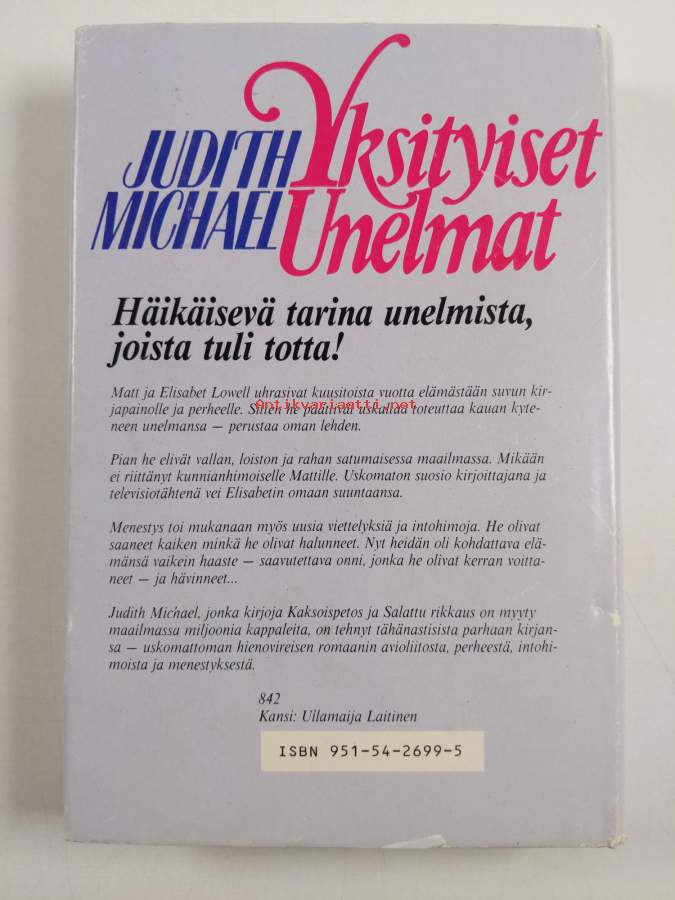 JUDITH
MICHAEL
Yksityiset
Unelmat
Häikäisevä tarina unelmista,
joista tuli totta!
Matt ja Elisabet Lowell uhrasivat kuusitoista vuotta elämästään suvun kir-
japainolle ja perheelle. Sitten he päättivät uskaltaa toteuttaa kauan kyte-
neen unelmansa — perustaa oman lehden.
Antikvariaatti.net
Pian he elivät vallan, loiston ja rahan satumaisessa maailmassa. Mikään
ei riittänyt kunnianhimoiselle Mattille. Uskomaton suosio kirjoittajana ja
televisiotähtenä vei Elisabetin omaan suuntaansa.
Menestys toi mukanaan myös uusia viettelyksiä ja intohimoja. He olivat
saaneet kaiken minkä he olivat halunneet. Nyt heidän oli kohdattava elä-
mänsä vaikein haaste — saavutettava onni, jonka he olivat kerran voitta-
neet — ja hävinneet...
Judith Michael, jonka kirjoja Kaksoispetos ja Salattu rikkaus on myyty
maailmassa miljoonia kappaleita, on tehnyt tähänastisista parhaan kirjan-
sa — uskomattoman hienovireisen romaanin avioliitosta, perheestä, intohi-
moista ja menestyksestä.
842
Kansi: Ullamaija Laitinen
ISBN 951-54-2699-5